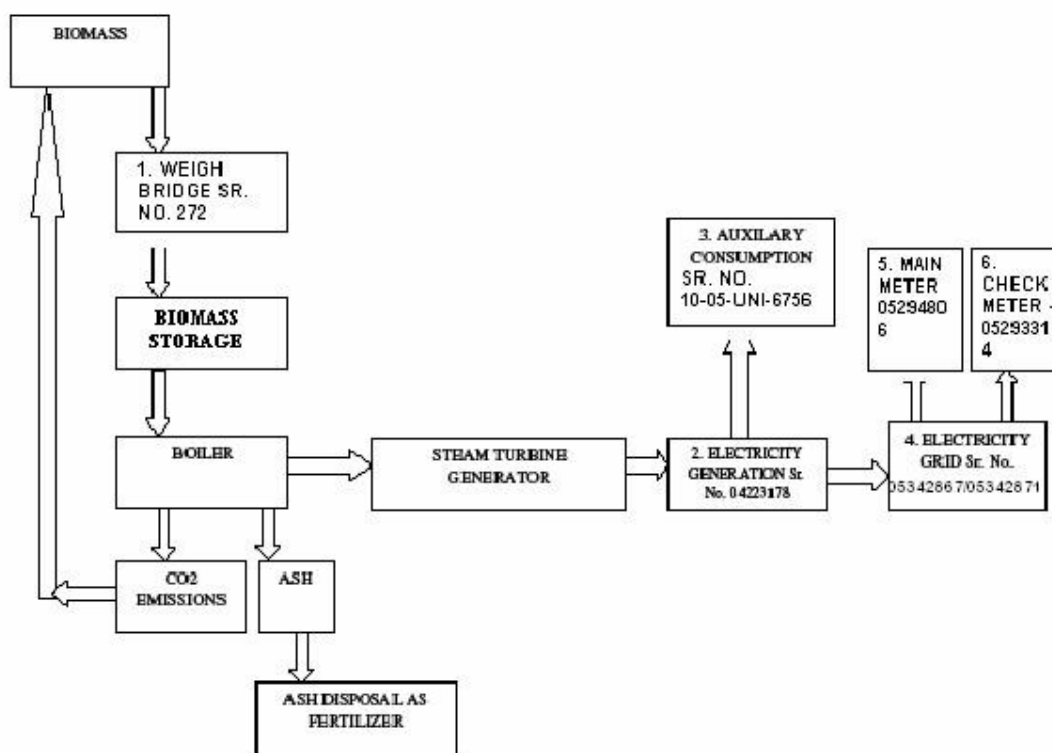 BIOMASS
1. WEIGH
BRIDGE SR.
NO. 272
BIOMASS
STORAGE
BOILER
STEAM TURBINE
GENERATOR
2. ELECTRICITY
GENERATION Sr.
No. 04223178
3. AUXILARY
CONSUMPTION
SR. NO.
10-05-UNI-6756
4. ELECTRICITY
GRID Sr. No.
05342867/05342871
5. MAIN
METER
0529480
6
6.
CHECK
METER -
0529331
4
CO2
EMISSIONS
ASH
ASH DISPOSAL AS
FERTILIZER